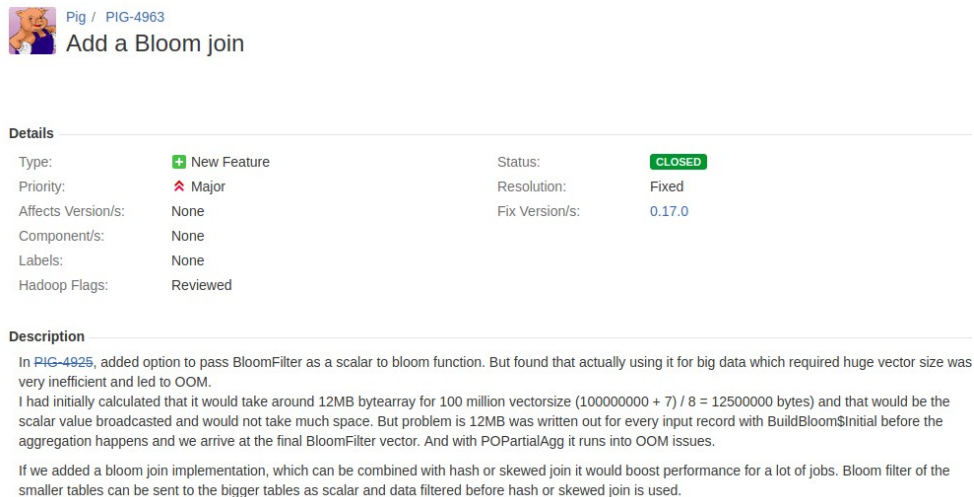 Pig / PIG-4963
Add a Bloom join
Details
Type: New Feature Status: CLOSED
Priority: Major Resolution: Fixed
Affects Version/s: None Fix Version/s: 0.17.0
Component/s: None
Labels: None
Hadoop Flags: Reviewed
Description
In PIG-4925, added option to pass BloomFilter as a scalar to bloom function. But found that actually using it for big data which required huge vector size was
very inefficient and led to OOM.
I had initially calculated that it would take around 12MB bytearray for 100 million vectorsize (100000000 + 7) / 8 = 12500000 bytes) and that would be the
scalar value broadcasted and would not take much space. But problem is 12MB was written out for every input record with BuildBloom$Initial before the
aggregation happens and we arrive at the final BloomFilter vector. And with POPartialAgg it runs into OOM issues.
If we added a bloom join implementation, which can be combined with hash or skewed join it would boost performance for a lot of jobs. Bloom filter of the
smaller tables can be sent to the bigger tables as scalar and data filtered before hash or skewed join is used.